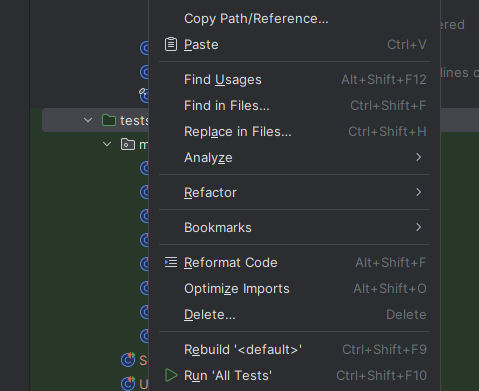 Copy Path/Reference...
ered
Paste Ctrl+V
Find Usages Alt+Shift+F12
lines
Find in Files... Ctrl+Shift+F
tests
Replace in Files... Ctrl+Shift+H
m
Analyze
Refactor
Bookmarks
Reformat Code Alt+Shift+F
Optimize Imports Alt+Shift+O
Delete... Delete
Rebuild '<default>' Ctrl+Shift+F9
S
Run 'All Tests' Ctrl+Shift+F10
U